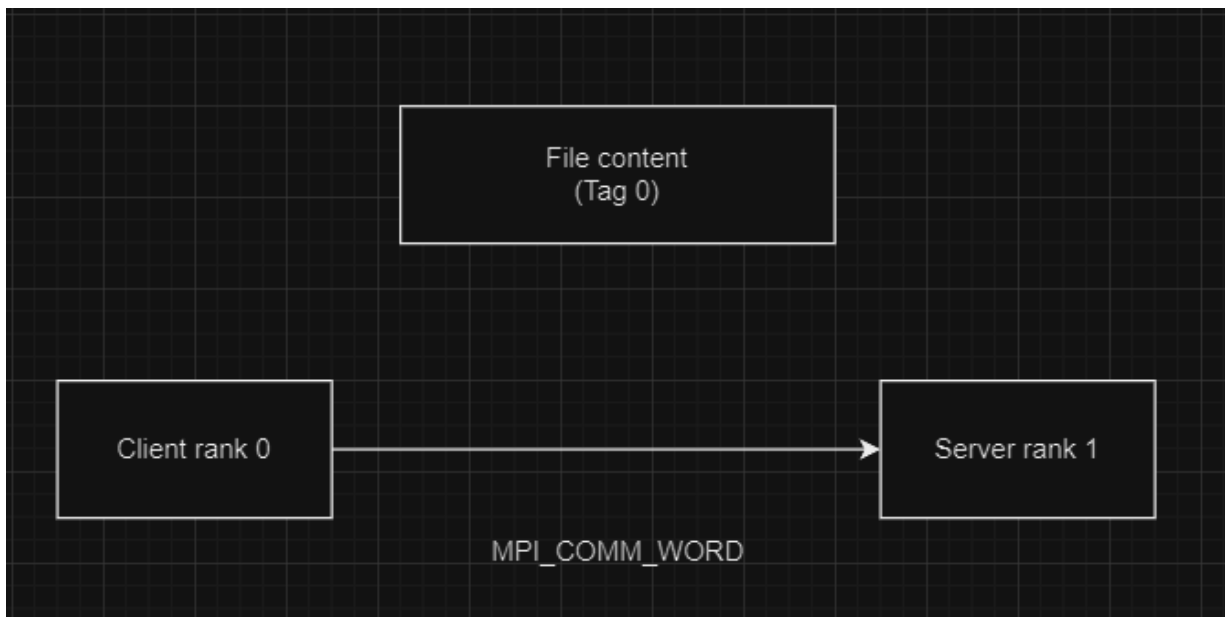 File content
(Tag 0)
Client rank 0
Server rank 1
MPI_COMM_WORD